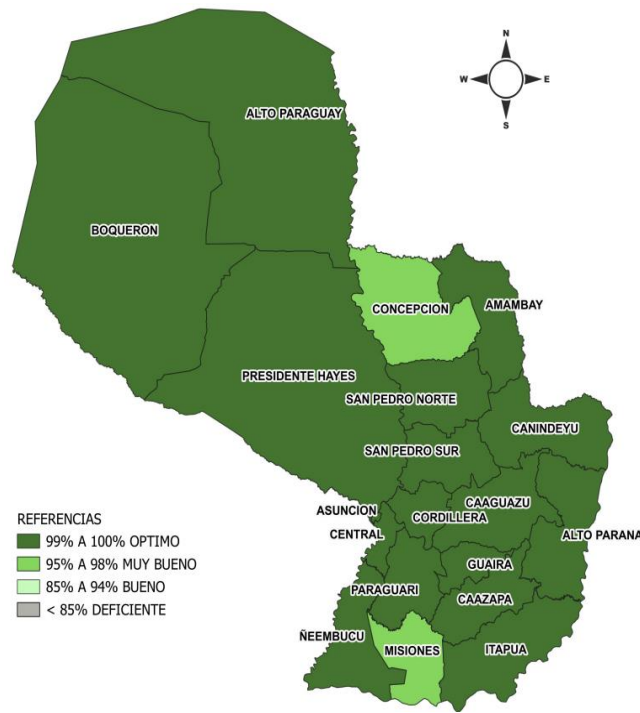 N
W
E
S
ALTO PARAGUAY
BOQUERON
CONCEPCION
AMAMBAY
PRESIDENTE HAYES
SAN PEDRO NORTE
CANINDEYU
SAN PEDRO SUR
CAAGUAZU
ASUNCION
CORDILLERA
CENTRAL
ALTO PARANA
GUAIRA
PARAGUARI
CAAZAPA
ÑEEMBUCU
MISIONES
ITAPUA
REFERENCIAS
99% A 100% OPTIMO
95% A 98% MUY BUENO
85% A 94% BUENO
< 85% DEFICIENTE